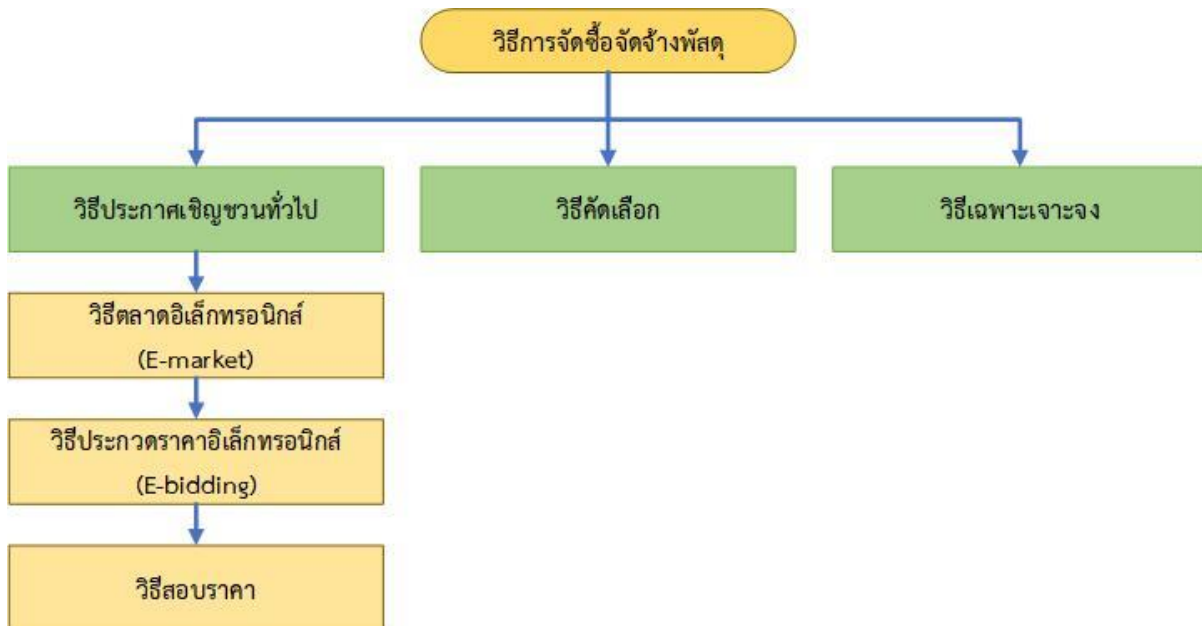 วิธีการจัดซื้อจัดจ้างพัสดุ
วิธีประกาศเชิญชวนทั่วไป
วิธีคัดเลือก
วิธีเฉพาะเจาะจง
วิธีตลาดอิเล็กทรอนิกส์
(E-market)
วิธีประกวดราคาอิเล็กทรอนิกส์
(E-bidding)
วิธีสอบราคา